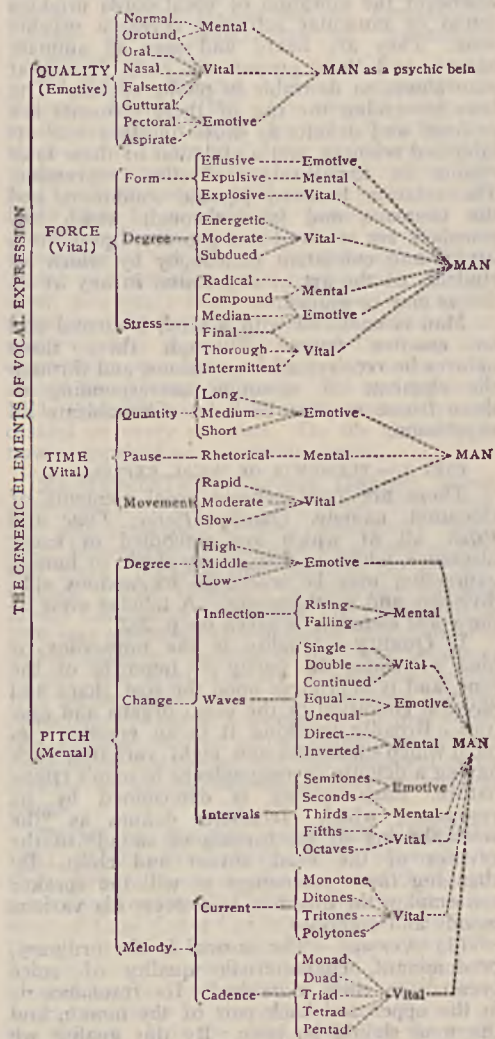 THE GENERIC ELEMENTS OF VOCAL EXPRESSION
QUALITY
(Emotive)
Normal
Orotund
Oral
Nasal
Falsetto
Guttural
Pectoral
Aspirate
Mental
Vital
Emotive
MAN as a psychic bein
FORCE
(Vital)
Form
Effusive Emotive
Expulsive Mental
Explosive Vital
Degree
Energetic
Moderate
Subdued
Vital
Stress
Radical
Compound
Median
Final
Thorough
Intermittent
Mental
Emotive
Vital
MAN
TIME
(Vital)
Quantity
Long
Medium
Short
Emotive
Pause Rhetorical Mental
Movement
Rapid
Moderate
Slow
Vital
MAN
PITCH
(Mental)
Degree
High
Middle
Low
Emotive
Change
Inflection
Rising
Falling
Mental
Waves
Single
Double
Continued
Equal
Unequal
Direct
Inverted
Vital
Emotive
Mental
Intervals
Semitones
Seconds
Thirds
Fifths
Octaves
Emotive
Mental
Vital
Melody
Current
Monotone
Ditones
Tritones
Polytones
Vital
Cadence
Monad
Duad
Triad
Tetrad
Pentad
Vital
MAN